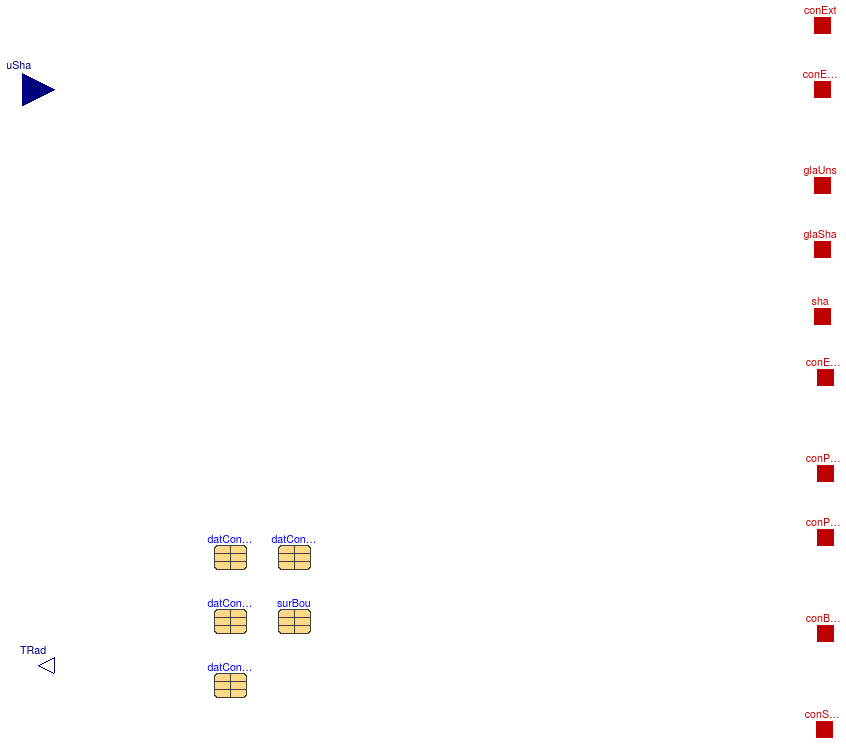 conExt
uSha
conE…
glaUns
glaSha
sha
conE…
conP…
conP…
datCon…
datCon…
datCon…
surBou
conB…
TRad
datCon…
conS…